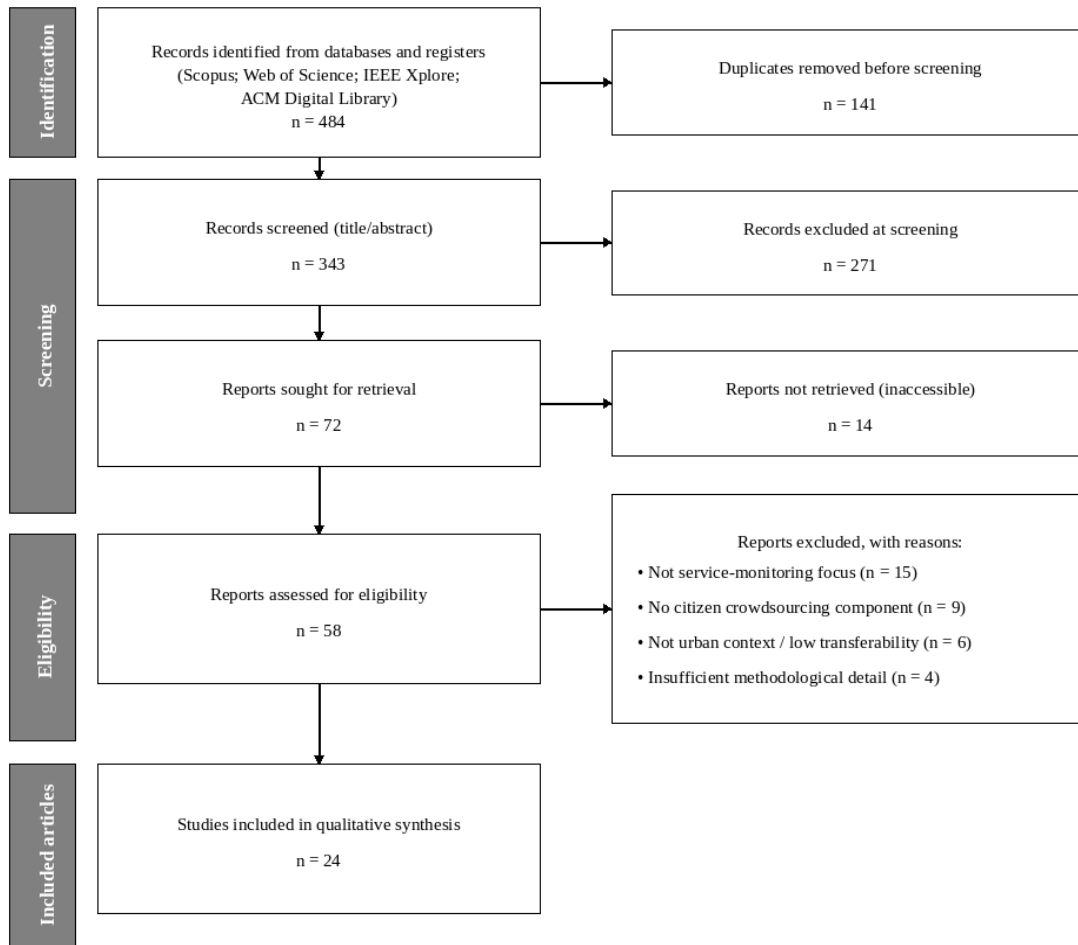 Identification
Records identified from databases and registers
(Scopus; Web of Science; IEEE Xplore;
ACM Digital Library)
n = 484
Duplicates removed before screening
n = 141
Screening
Records screened (title/abstract)
n = 343
Records excluded at screening
n = 271
Reports sought for retrieval
n = 72
Reports not retrieved (inaccessible)
n = 14
Eligibility
Reports assessed for eligibility
n = 58
Reports excluded, with reasons:
• Not service-monitoring focus (n = 15)
• No citizen crowdsourcing component (n = 9)
• Not urban context / low transferability (n = 6)
• Insufficient methodological detail (n = 4)
Included articles
Studies included in qualitative synthesis
n = 24